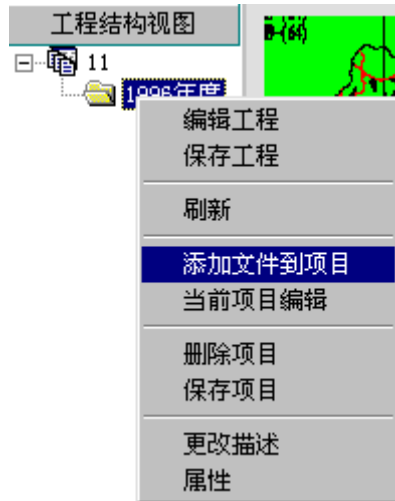 工程结构视图
11
1996年度
编辑工程
保存工程
刷新
添加文件到项目
当前项目编辑
删除项目
保存项目
更改描述
属性